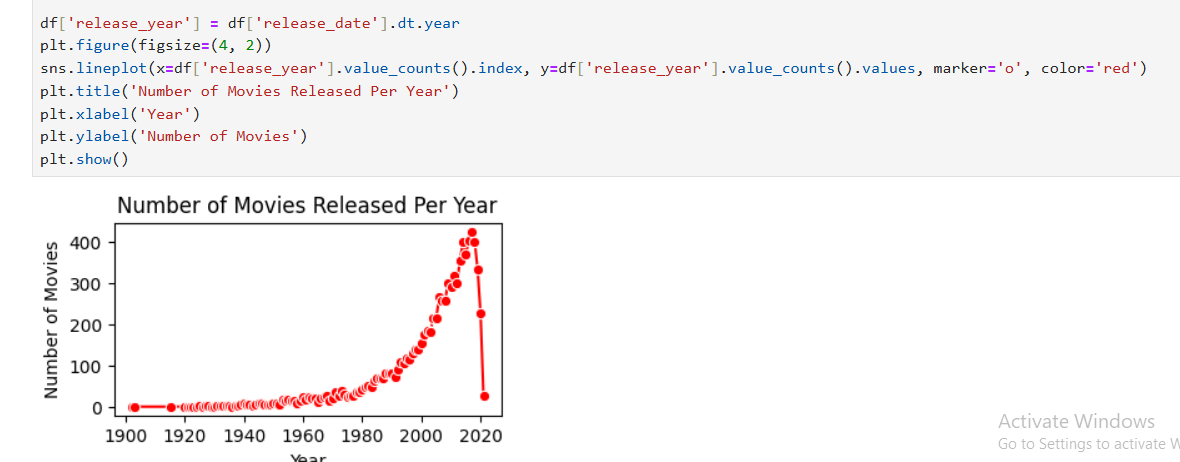 df['release_year'] = df['release_date'].dt.year
plt.figure(figsize=(4, 2))
sns.lineplot(x=df['release_year'].value_counts().index, y=df['release_year'].value_counts().values, marker='o', color='red')
plt.title('Number of Movies Released Per Year')
plt.xlabel('Year')
plt.ylabel('Number of Movies')
plt.show()
Number of Movies Released Per Year
Number of Movies
400
300
200
100
0
1900 1920 1940 1960 1980 2000 2020
Year
Activate Windows
Go to Settings to activate W